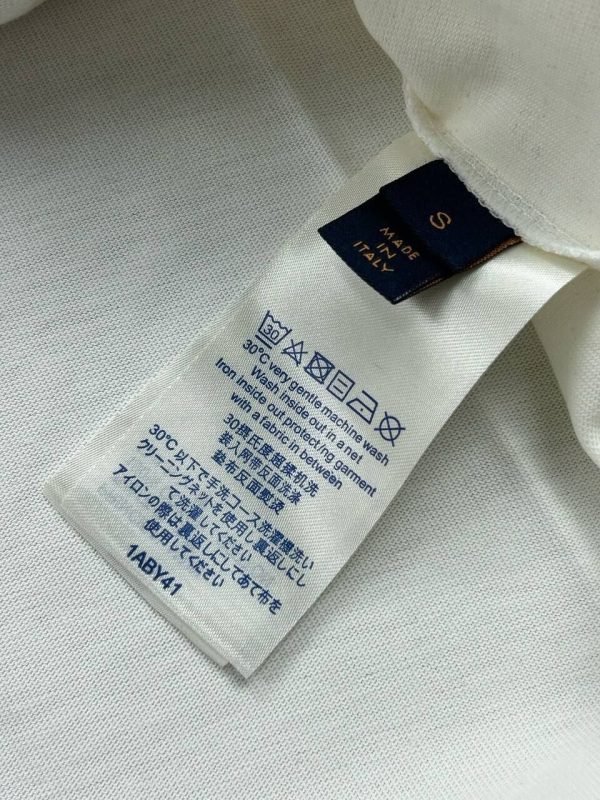 S
MADE
IN
ITALY
30
30°C very gentle machine wash
Wash inside out in a net
Iron inside out protecting garment
with a fabric in between
30摄氏度超柔机洗
装入网带反面洗涤
垫布反面熨烫
30℃以下で手洗コース洗濯機洗い
クリーニングネットを使用し裏返しにし
て洗濯してください
アイロンの際は裏返しにしてあて布を
使用してください
1ABY41